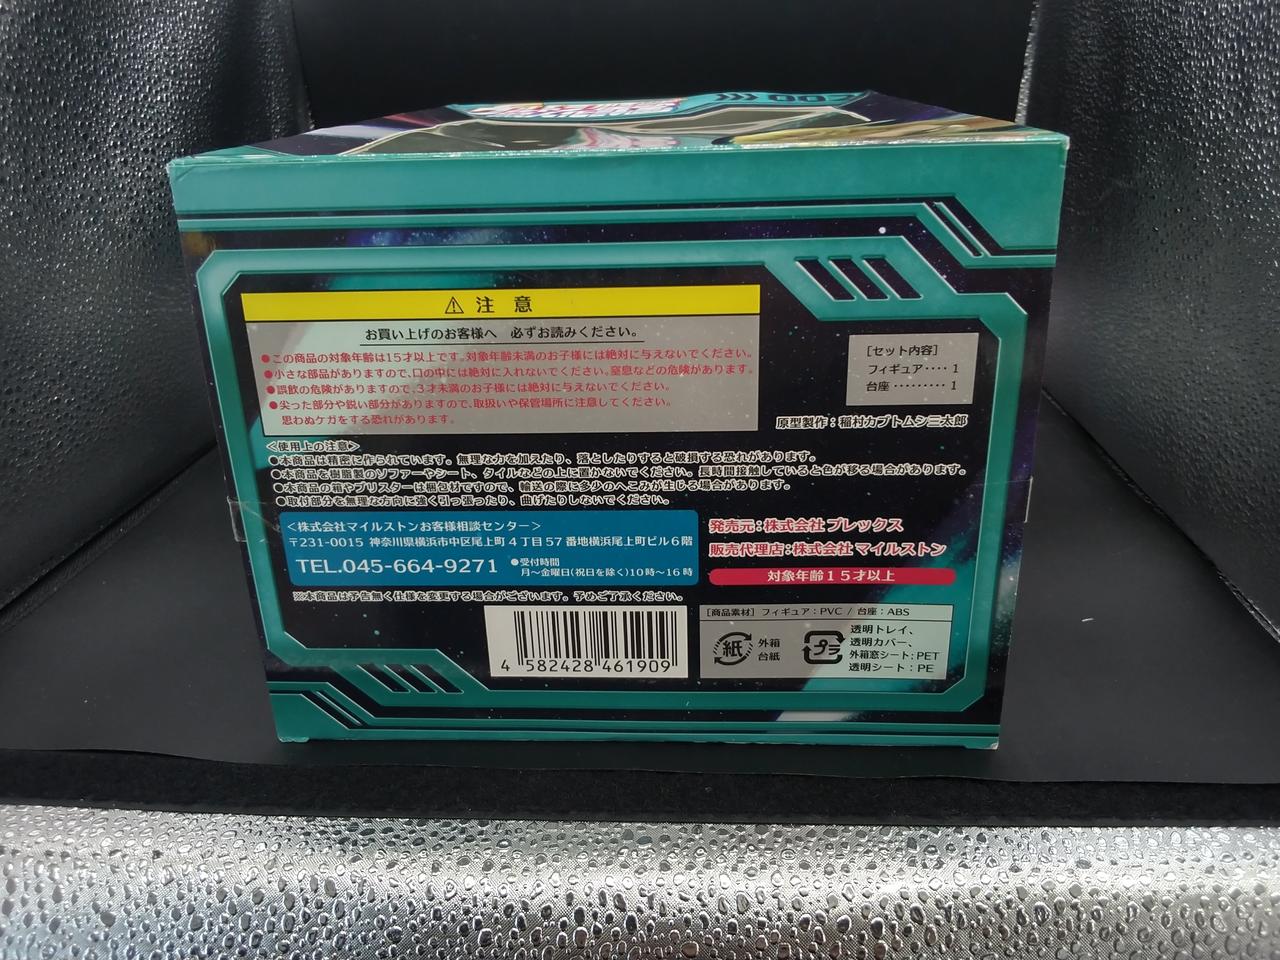 002
⚠ 注 意
お買い上げのお客様へ 必ずお読みください。
●この商品の対象年齢は15才以上です。対象年齢未満のお子様には絶対に与えないでください。
●小さな部品がありますので、口の中には絶対に入れないでください。窒息などの危険があります。
●誤飲の危険がありますので、3才未満のお子様には絶対に与えないでください。
●尖った部分や鋭い部分がありますので、取扱いや保管場所に注意してください。
思わぬケガをする恐れがあります。
[セット内容]
フィギュア‥‥1
台座‥‥‥‥‥1
原型製作：稲村カブトムシ三太郎
<使用上の注意>
●本商品は精密に作られています。無理な力を加えたり、落としたりすると破損する恐れがあります。
●本商品を樹脂製のソファーやシート、タイルなどの上に置かないでください。長時間接触していると色が移る場合があります。
●本商品の箱やブリスターは梱包材ですので、輸送の際に多少のへこみが生じる場合があります。
●取付部分を無理な方向に強く引っ張ったり、曲げたりしないでください。
<株式会社マイルストンお客様相談センター>
〒231-0015 神奈川県横浜市中区尾上町4丁目57番地横浜尾上町ビル6階
TEL.045-664-9271 ●受付時間
月〜金曜日(祝日を除く)10時〜16時
発売元：株式会社 プレックス
販売代理店：株式会社 マイルストン
対象年齢15才以上
※本商品は予告無く仕様を変更する場合がございます。予めご了承ください。
4 582428 461909
[商品素材] フィギュア：PVC / 台座：ABS
紙
外箱
台紙
プラ
透明トレイ、
透明カバー、
外箱窓シート：PET
透明シート：PE